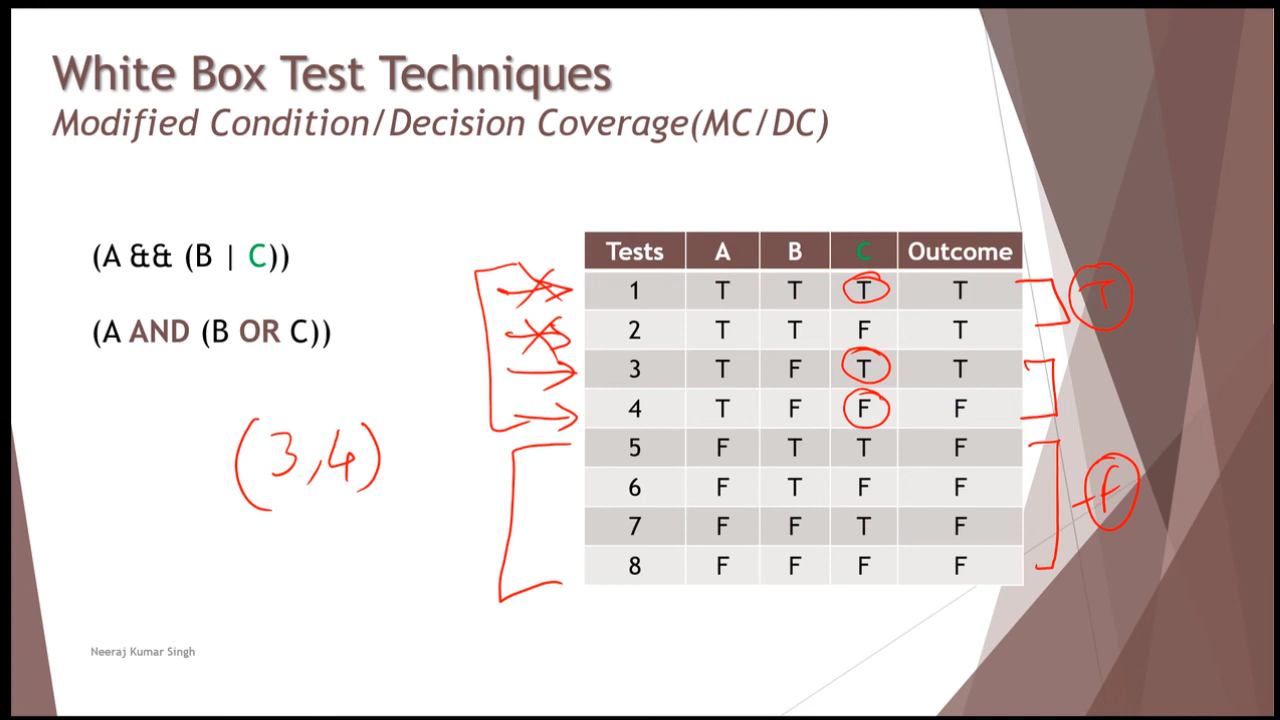 White Box Test Techniques
Modified Condition/Decision Coverage(MC/DC)
(A && (B | C))
(A AND (B OR C))
(3,4)
Tests A B C Outcome
1 T T T T
2 T T F T
3 T F T T
4 T F F F
5 F T T F
6 F T F F
7 F F T F
8 F F F F
T
F
Neeraj Kumar Singh